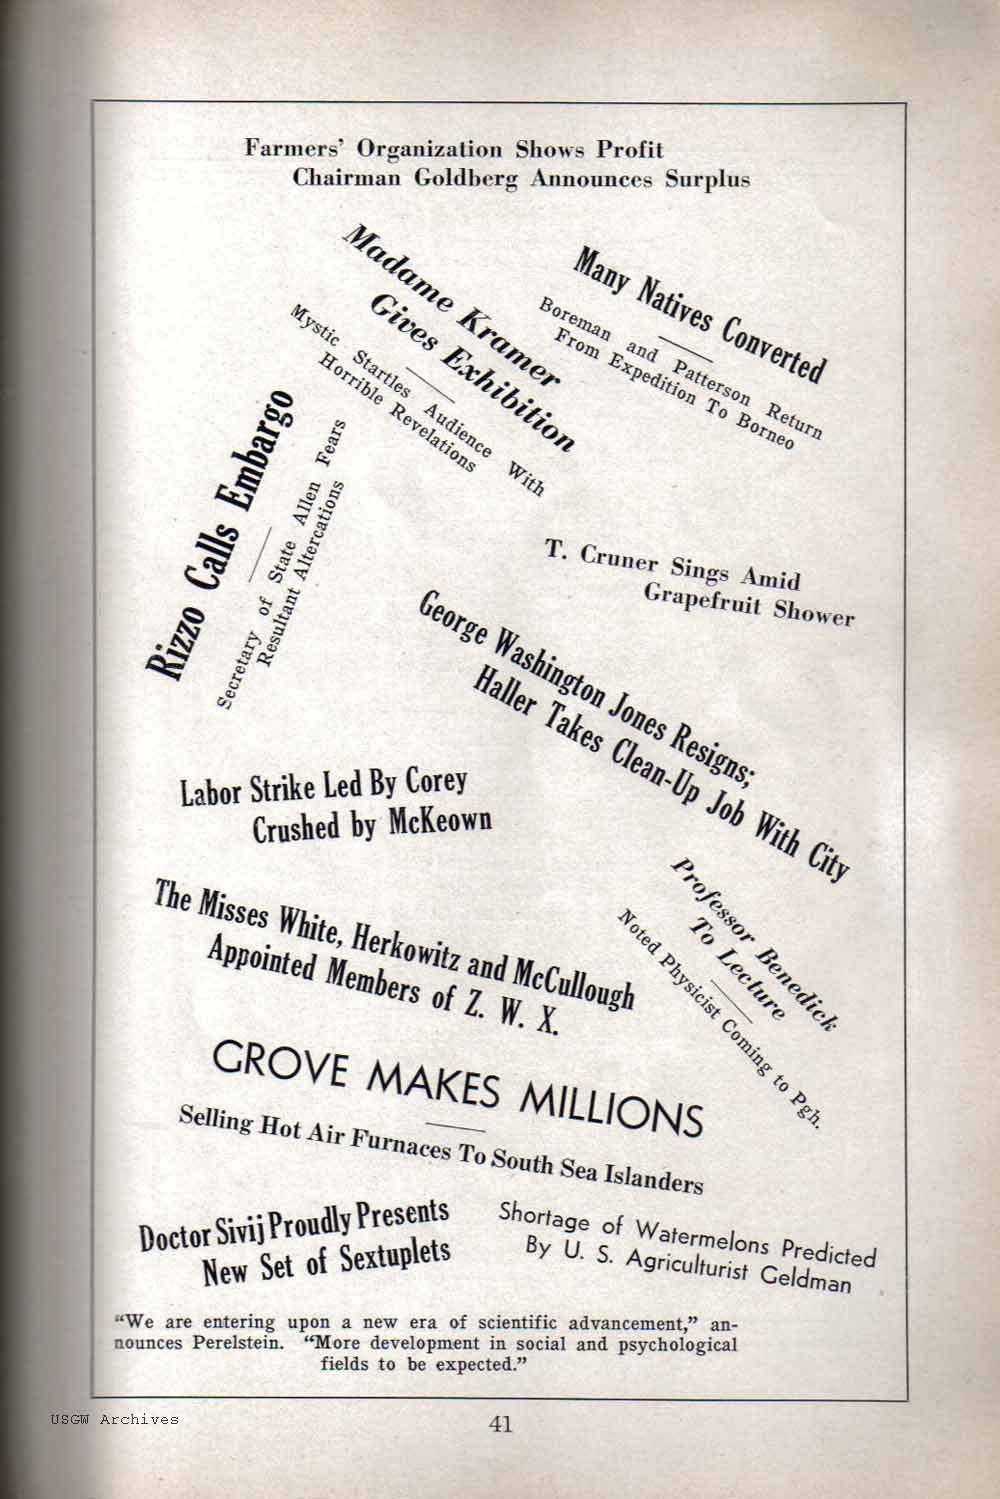 Farmers' Organization Shows Profit
Chairman Goldberg Announces Surplus
Madame Kramer
Gives Exhibition
Mystic Startles Audience With
Horrible Revelations
Many Natives Converted
Boreman and Patterson Return
From Expedition To Borneo
Rizzo Calls Embargo
Secretary of State Allen Fears
Resultant Altercations
T. Cruner Sings Amid
Grapefruit Shower
George Washington Jones Resigns;
Haller Takes Clean-Up Job With City
Labor Strike Led By Corey
Crushed by McKeown
Professor Benedick
To Lecture
Noted Physicist Coming to Pgh.
The Misses White, Herkowitz and McCullough
Appointed Members of Z. W. X.
GROVE MAKES MILLIONS
Selling Hot Air Furnaces To South Sea Islanders
Doctor Sivij Proudly Presents
New Set of Sextuplets
Shortage of Watermelons Predicted
By U. S. Agriculturist Geldman
“We are entering upon a new era of scientific advancement,” an-
nounces Perelstein. “More development in social and psychological
fields to be expected.”
USGW Archives
41